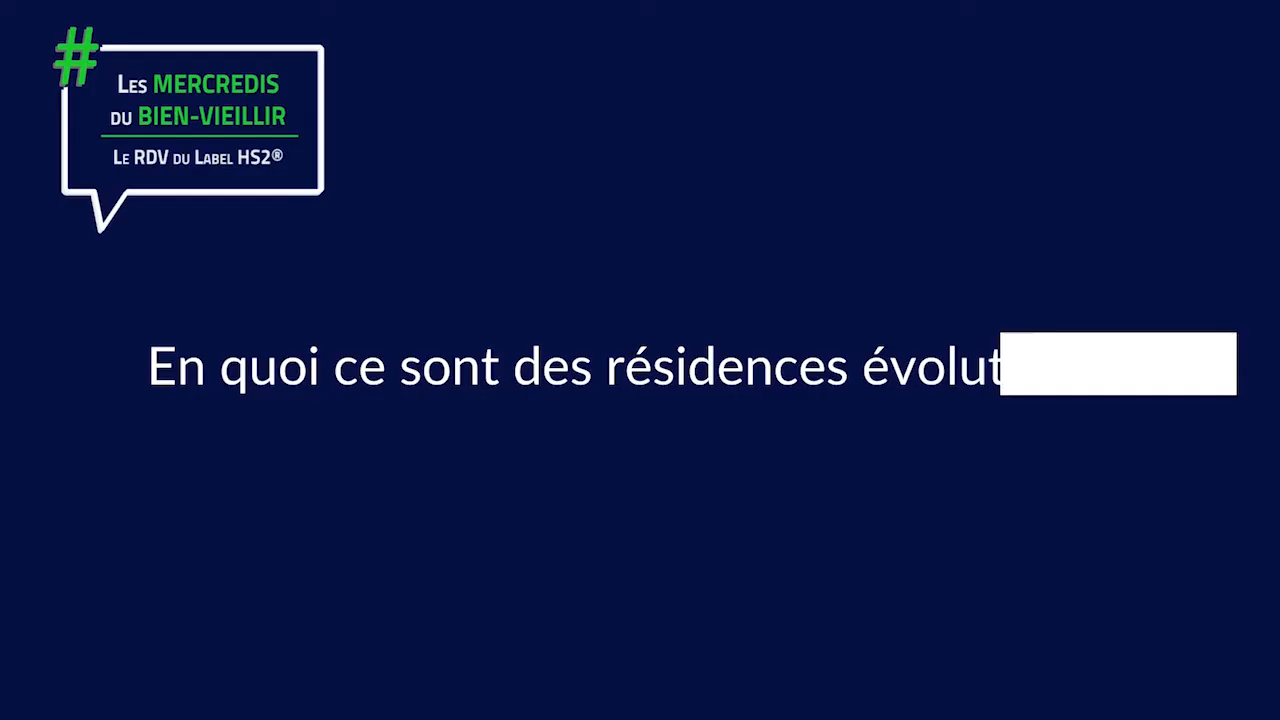 #
Les MERCREDIS
DU BIEN-VIEILLIR
Le RDV DU Label HS2®
En quoi ce sont des résidences évolut